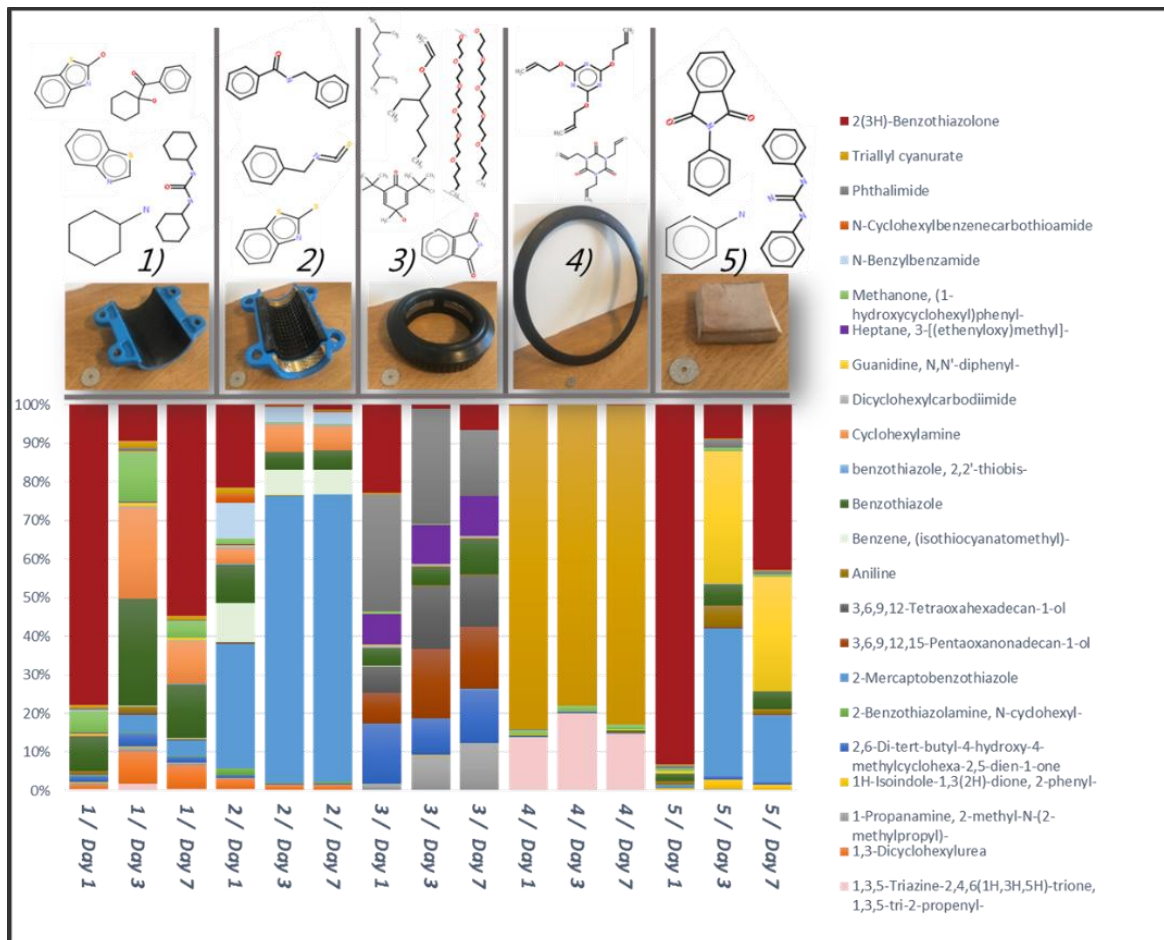 1)
2)
3)
4)
5)
2(3H)-Benzothiazolone
Triallyl cyanurate
Phthalimide
N-Cyclohexylbenzenecarbothioamide
N-Benzylbenzamide
Methanone, (1-
hydroxycyclohexyl)phenyl-
Heptane, 3-[(ethenyloxy)methyl]-
Guanidine, N,N'-diphenyl-
Dicyclohexylcarbodiimide
Cyclohexylamine
benzothiazole, 2,2'-thiobis-
Benzothiazole
Benzene, (isothiocyanatomethyl)-
Aniline
3,6,9,12-Tetraoxahexadecan-1-ol
3,6,9,12,15-Pentaoxanonadecan-1-ol
2-Mercaptobenzothiazole
2-Benzothiazolamine, N-cyclohexyl-
2,6-Di-tert-butyl-4-hydroxy-4-
methylcyclohexa-2,5-dien-1-one
1H-Isoindole-1,3(2H)-dione, 2-phenyl-
1-Propanamine, 2-methyl-N-(2-
methylpropyl)-
1,3-Dicyclohexylurea
1,3,5-Triazine-2,4,6(1H,3H,5H)-trione,
1,3,5-tri-2-propenyl-
100%
90%
80%
70%
60%
50%
40%
30%
20%
10%
0%
1 / Day 1
1 / Day 3
1 / Day 7
2 / Day 1
2 / Day 3
2 / Day 7
3 / Day 1
3 / Day 3
3 / Day 7
4 / Day 1
4 / Day 3
4 / Day 7
5 / Day 1
5 / Day 3
5 / Day 7